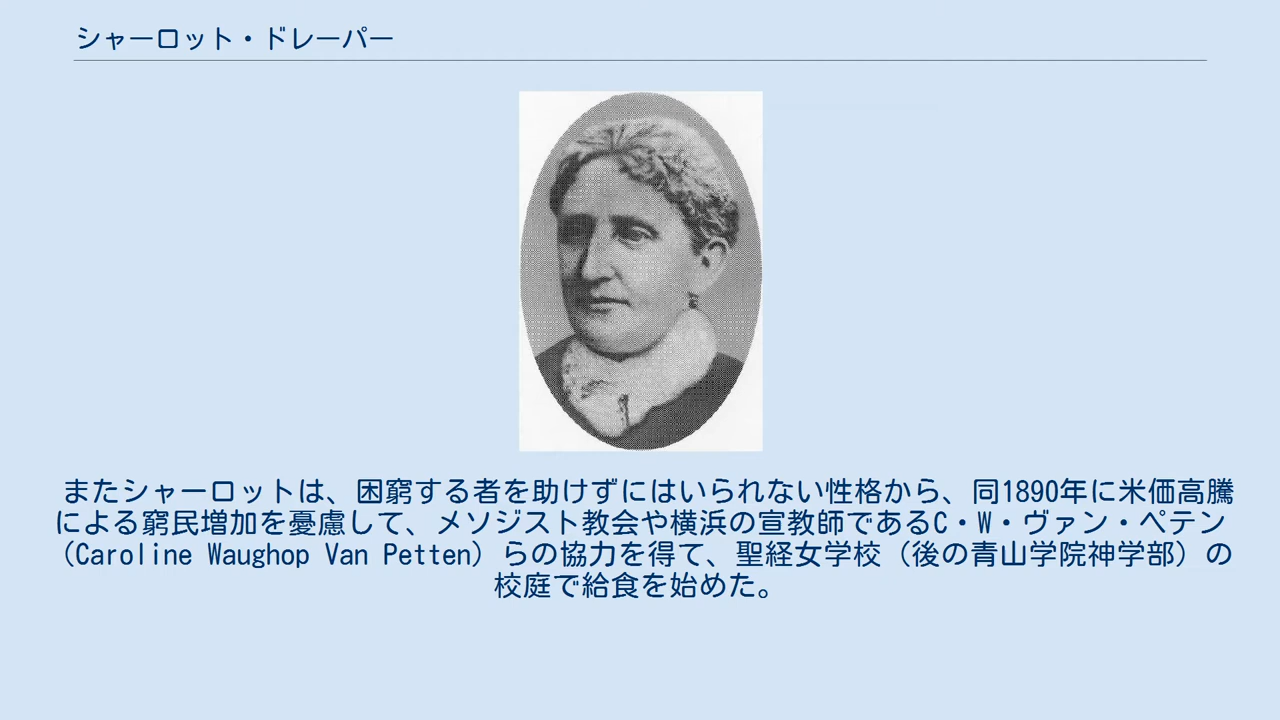 シャーロット・ドレーパー
またシャーロットは、困窮する者を助けずにはいられない性格から、同1890年に米価高騰
による窮民増加を憂慮して、メソジスト教会や横浜の宣教師であるC・W・ヴァン・ペテン
（Caroline Waughop Van Petten）らの協力を得て、聖経女学校（後の青山学院神学部）の
校庭で給食を始めた。